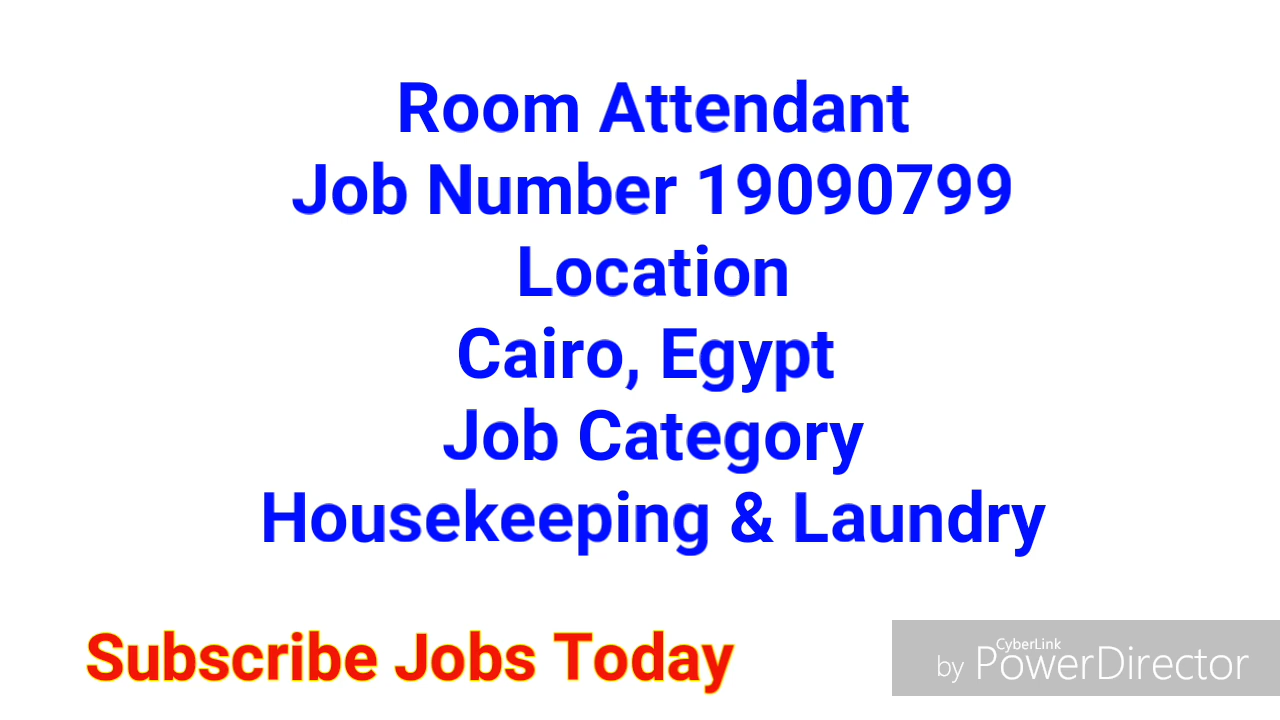 Room Attendant
Job Number 19090799
Location
Cairo, Egypt
Job Category
Housekeeping & Laundry
Subscribe Jobs Today
CyberLink
by PowerDirector